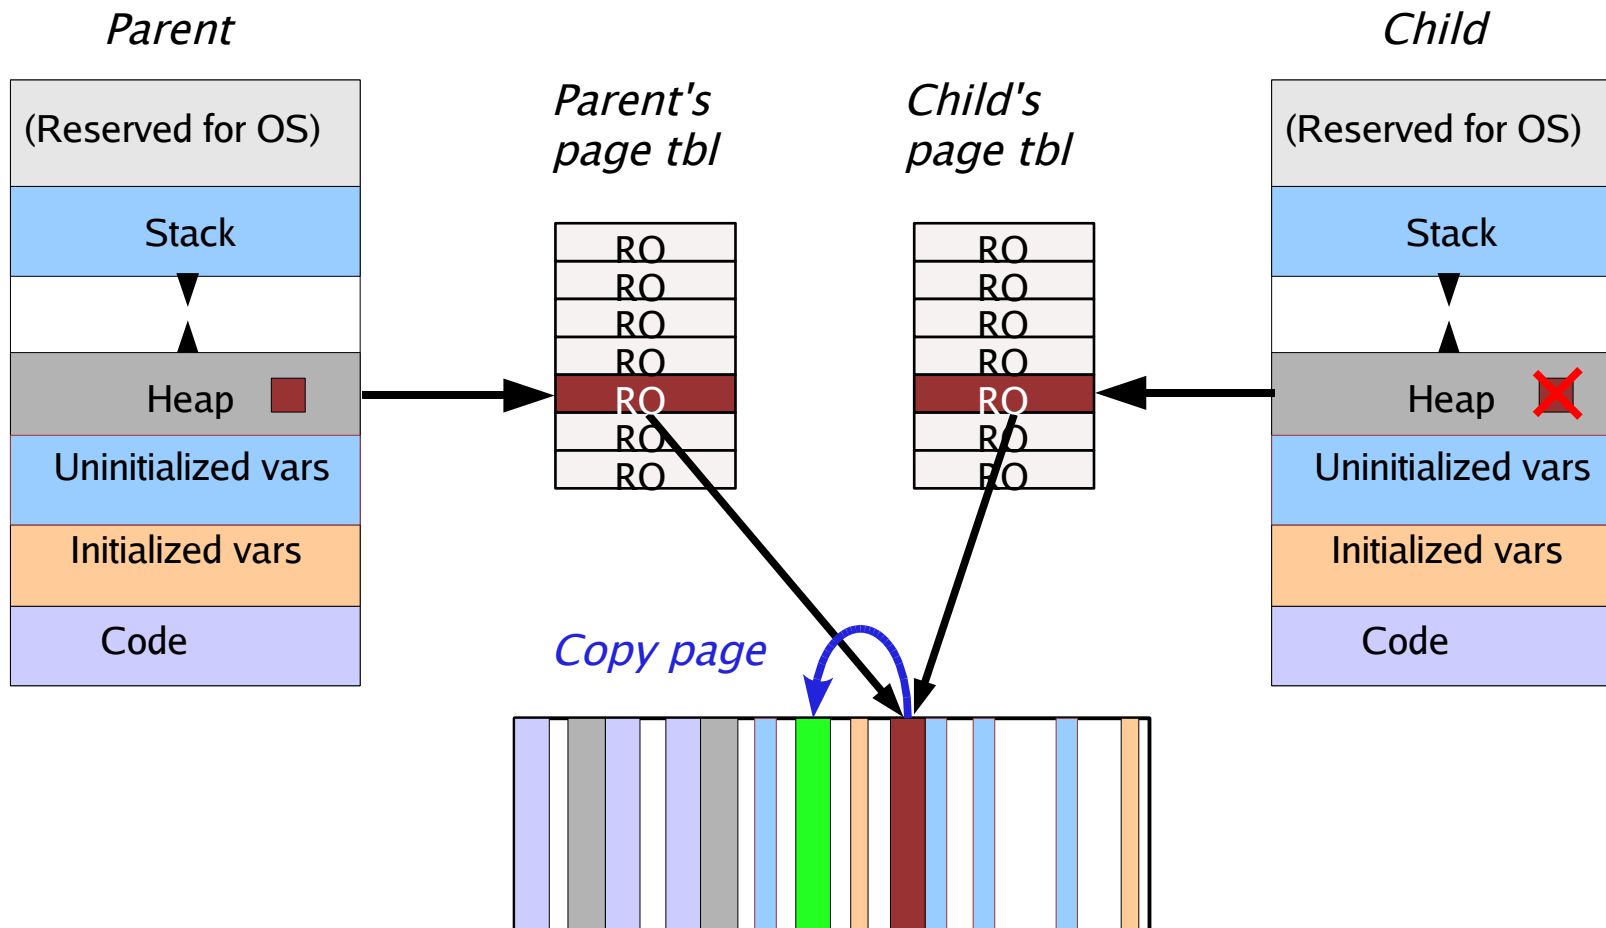 Parent
Child
Parent's
page tbl
Child's
page tbl
(Reserved for OS)
Stack
Heap
Uninitialized vars
Initialized vars
Code
RO
RO
RO
RO
RO
RO
RO
RO
RO
RO
RO
RO
RO
RO
(Reserved for OS)
Stack
Heap
Uninitialized vars
Initialized vars
Code
Copy page